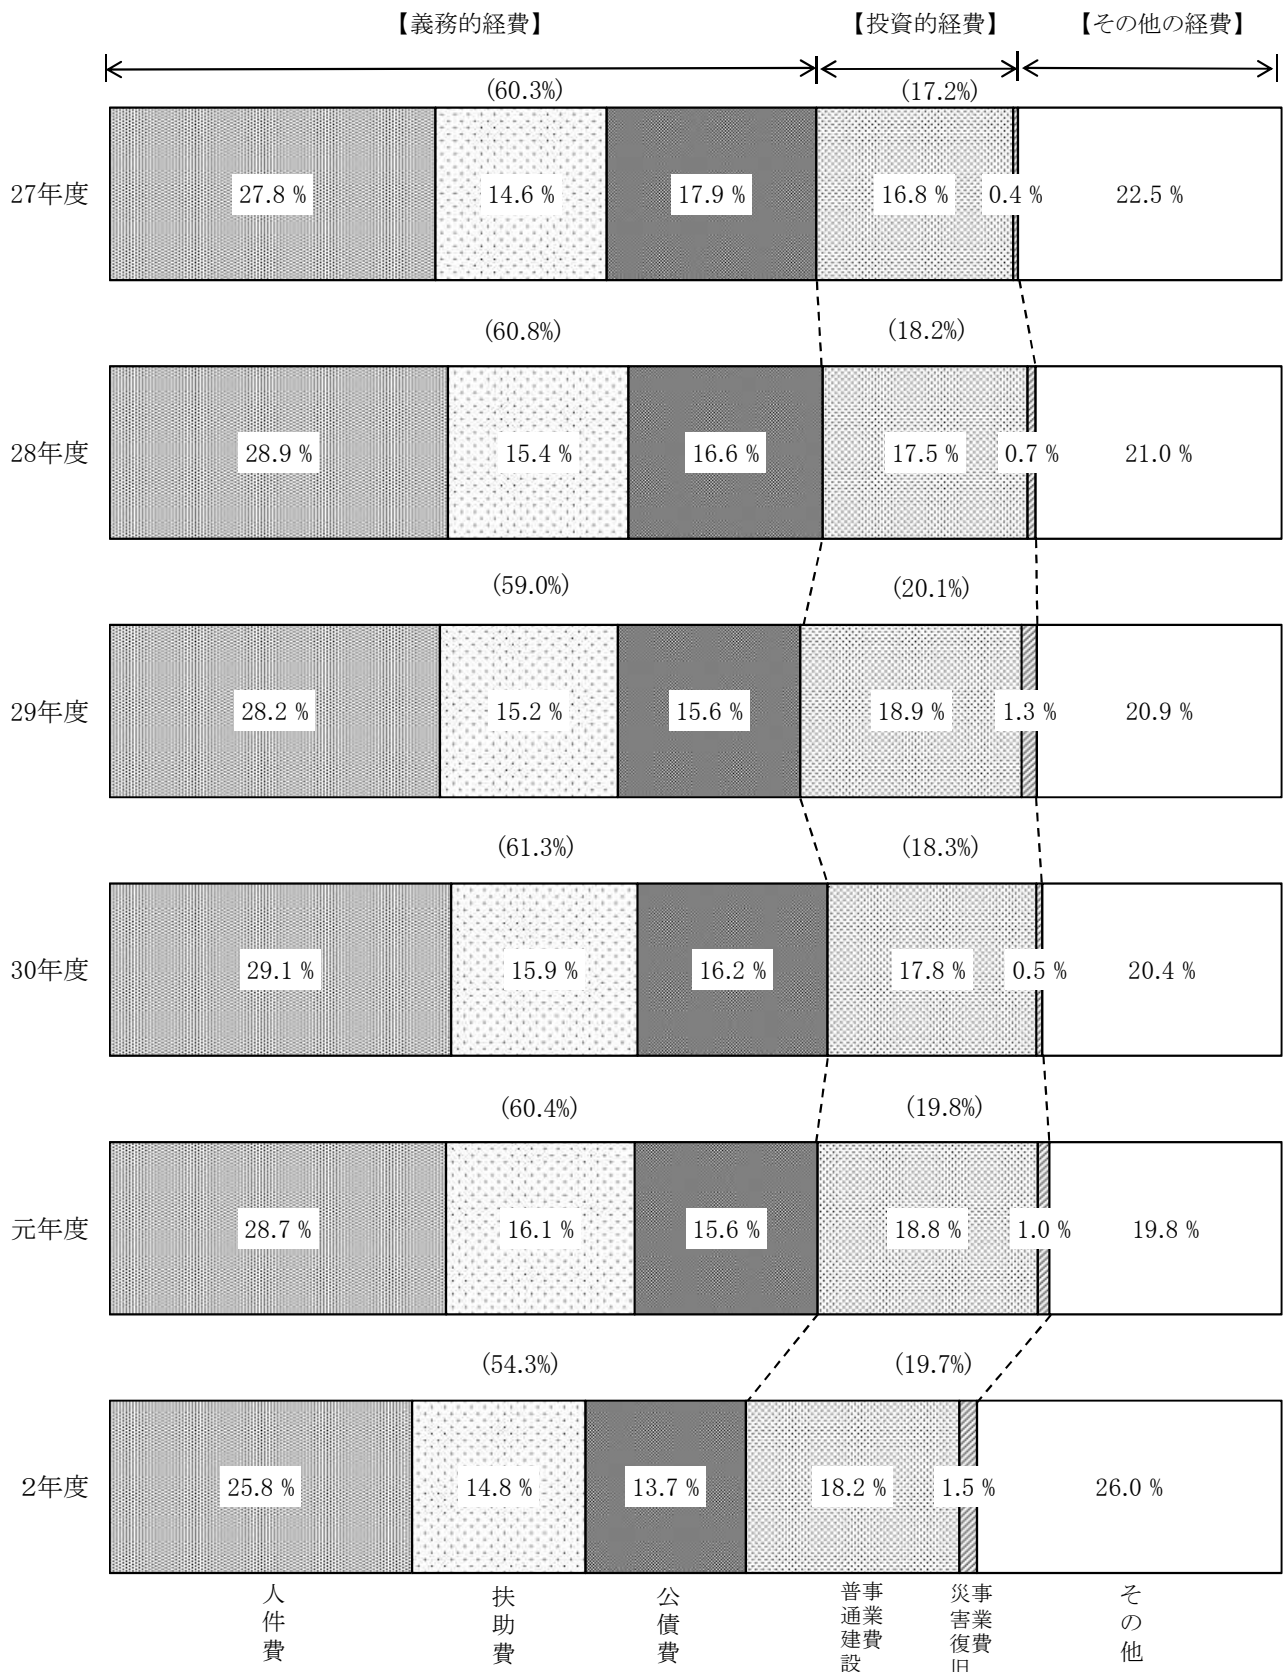 【義務的経費】 【投資的経費】 【その他の経費】
(60.3%) (17.2%)
27年度 27.8 % 14.6 % 17.9 % 16.8 % 0.4 % 22.5 %
(60.8%) (18.2%)
28年度 28.9 % 15.4 % 16.6 % 17.5 % 0.7 % 21.0 %
(59.0%) (20.1%)
29年度 28.2 % 15.2 % 15.6 % 18.9 % 1.3 % 20.9 %
(61.3%) (18.3%)
30年度 29.1 % 15.9 % 16.2 % 17.8 % 0.5 % 20.4 %
(60.4%) (19.8%)
元年度 28.7 % 16.1 % 15.6 % 18.8 % 1.0 % 19.8 %
(54.3%) (19.7%)
2年度 25.8 % 14.8 % 13.7 % 18.2 % 1.5 % 26.0 %
人件費
扶助費
公債費
普通建設
事業費
災害復旧
事業費
その他